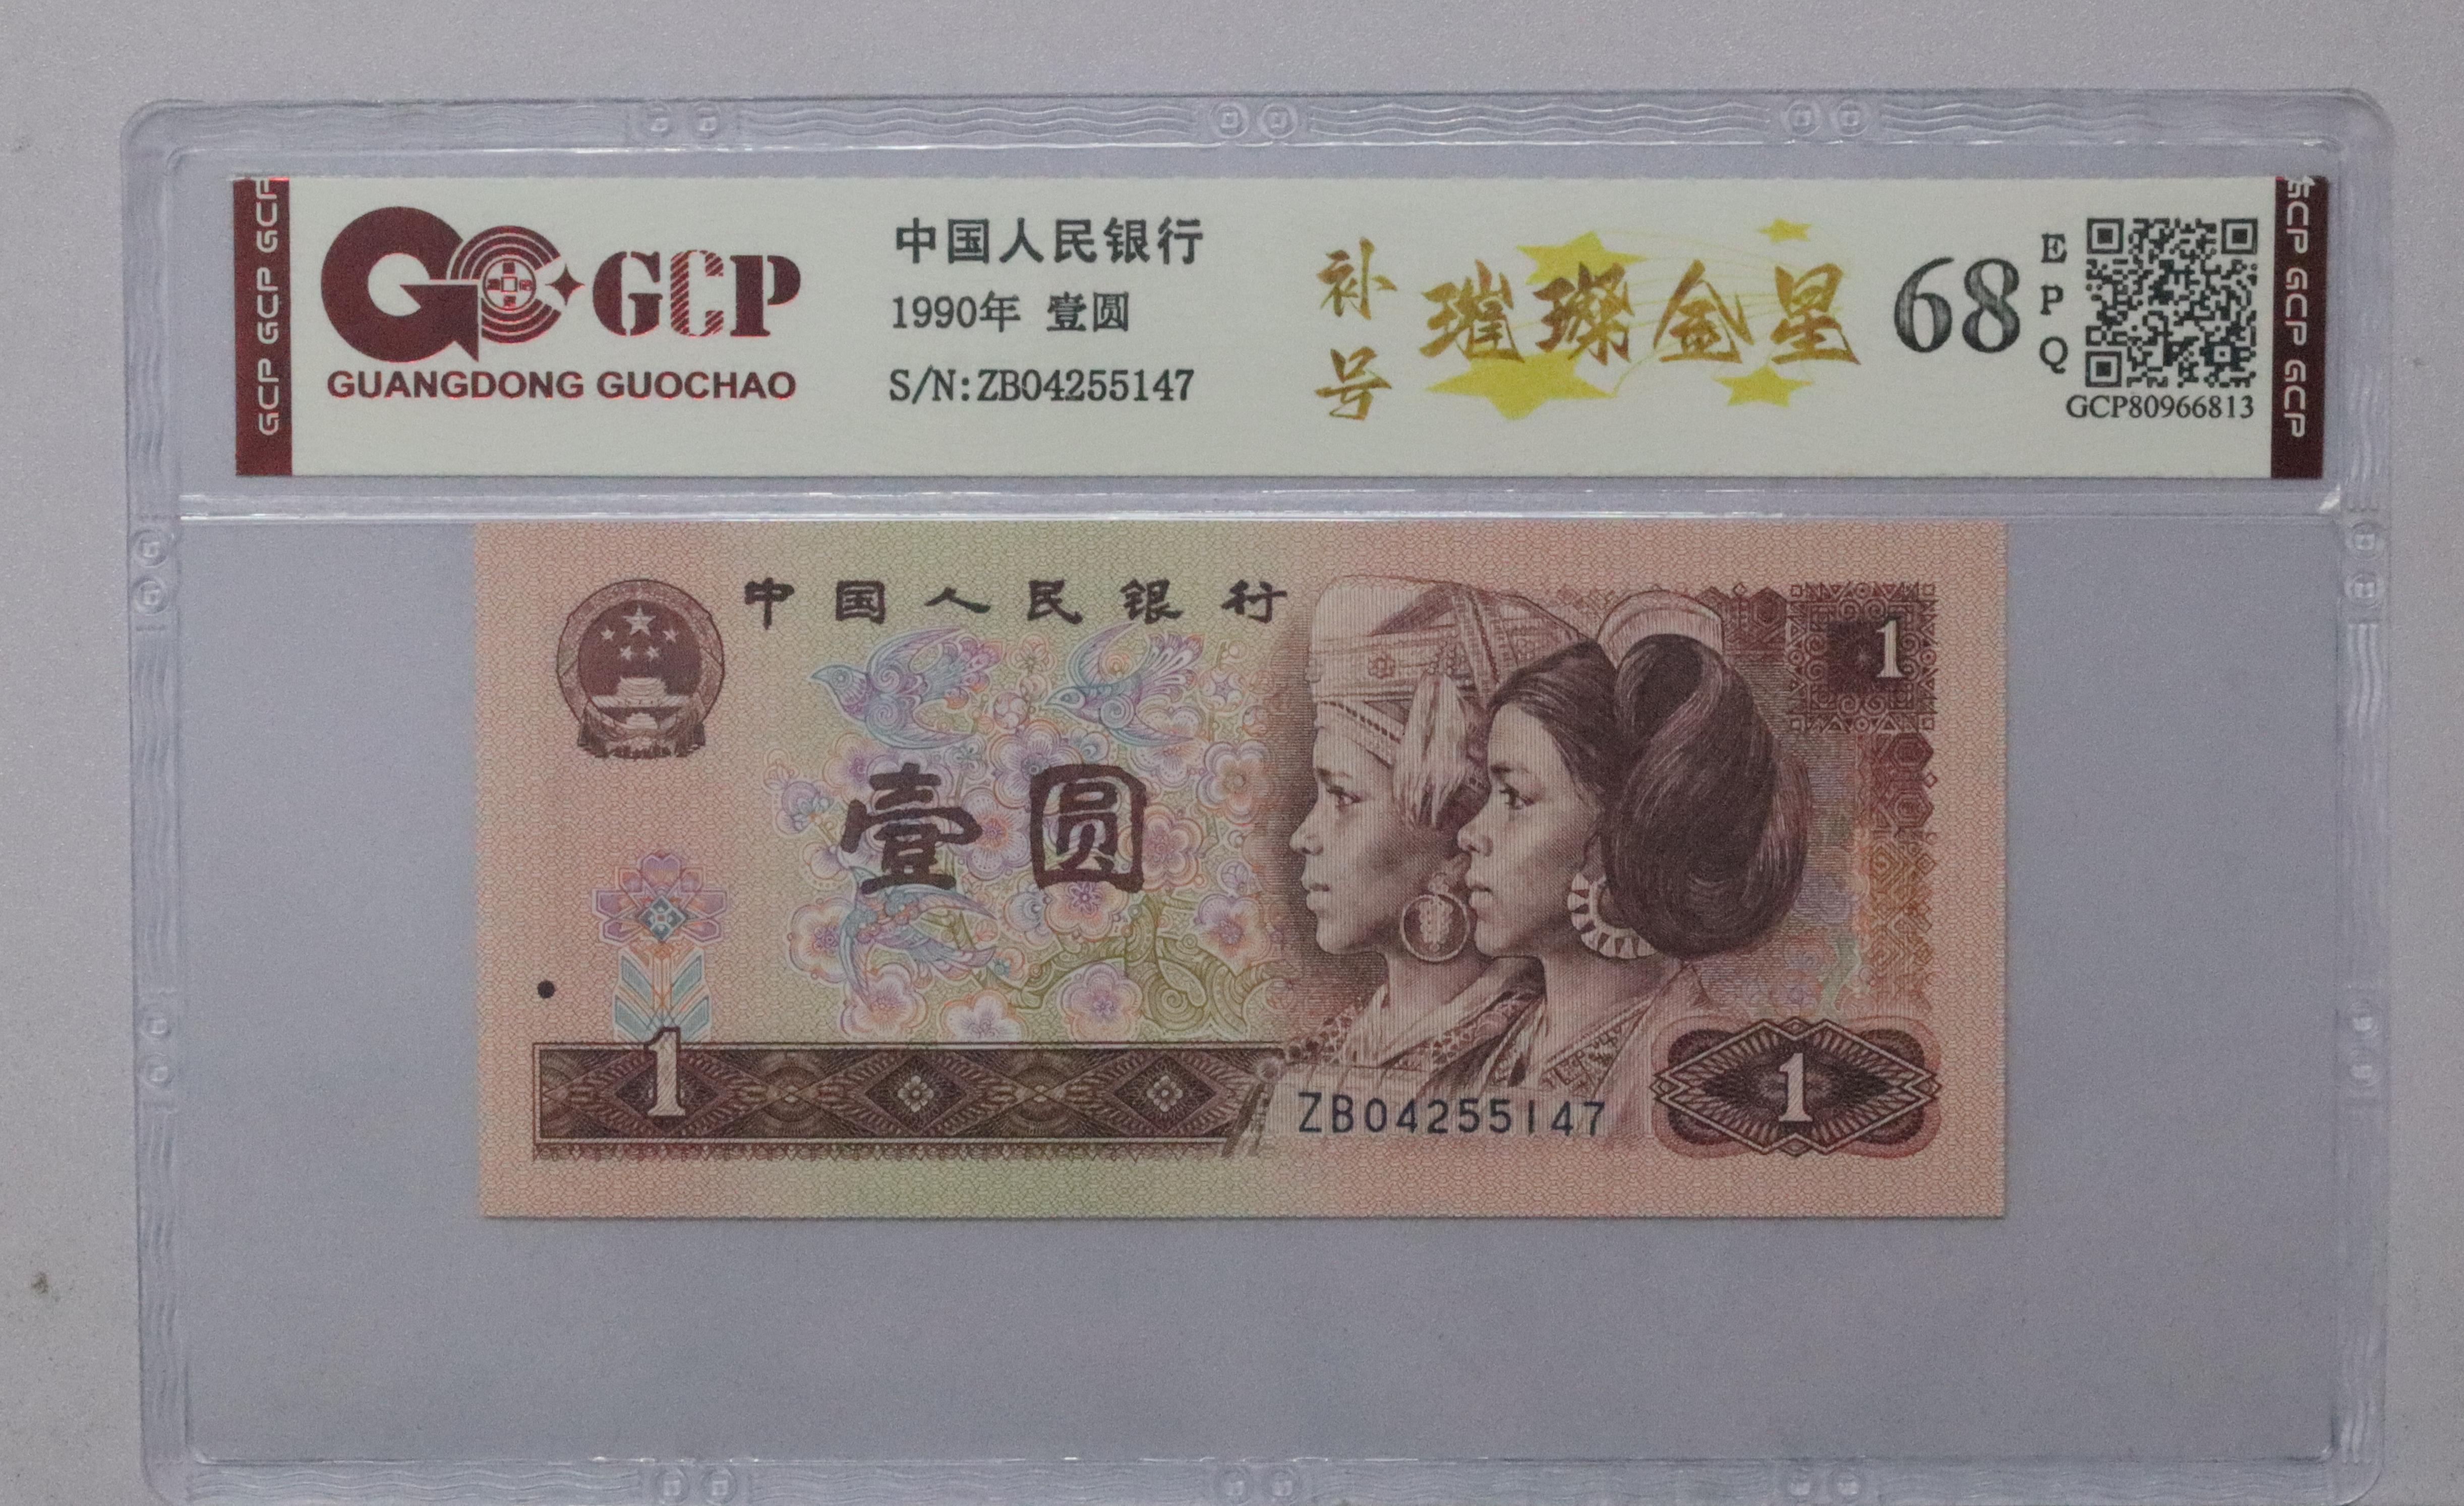 GCP GCP GCP
GCP
GUANGDONG GUOCHAO
中国人民银行
1990年 壹圆
S/N:ZB04255147
补号
璀璨金星
68
EPQ
GCP80966813
GCP GCP GCP
中国人民银行
1
壹圆
1
ZB04255147
1